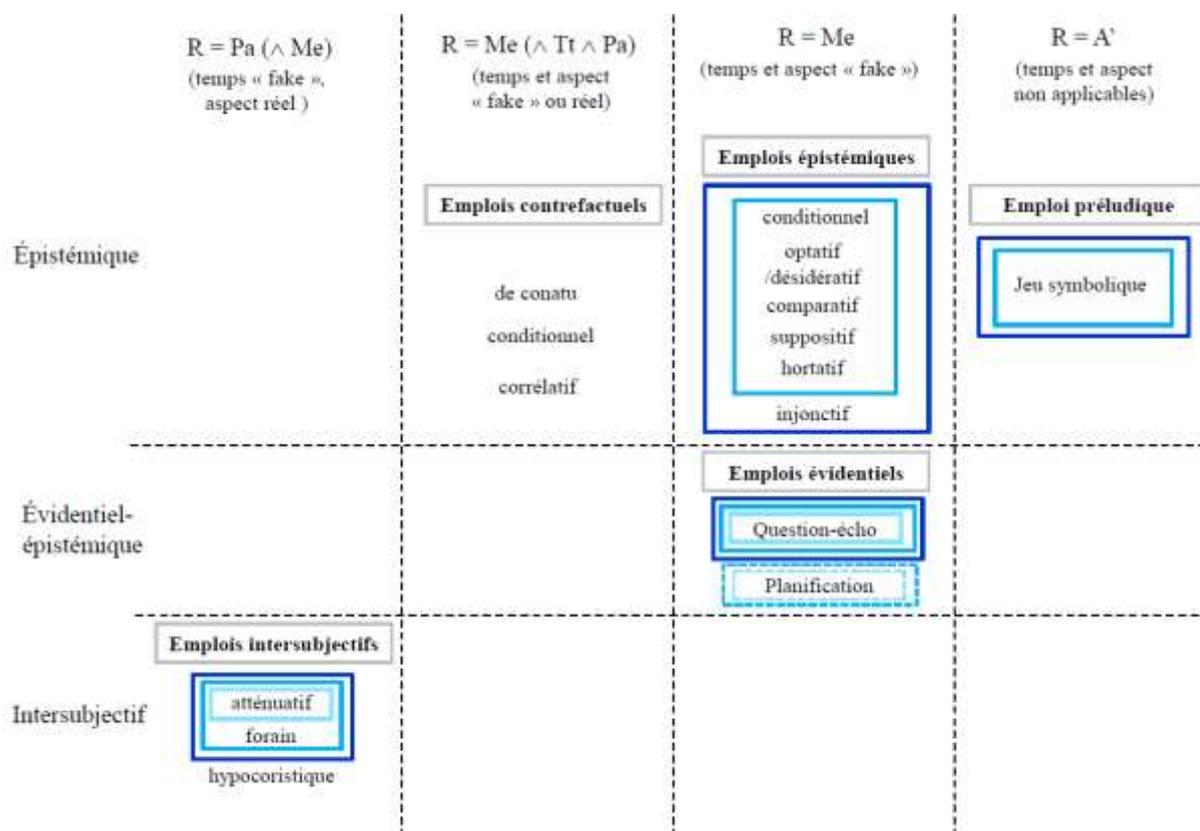 R = Pa (∧ Me)
(temps « fake »,
aspect réel )
R = Me (∧ Tt ∧ Pa)
(temps et aspect
« fake » ou réel)
R = Me
(temps et aspect « fake »)
R = A’
(temps et aspect
non applicables)
Épistémique
Emplois contrefactuels
de conatu
conditionnel
corrélatif
Emplois épistémiques
conditionnel
optatif
/désidératif
comparatif
suppositif
hortatif
injonctif
Emploi préludique
Jeu symbolique
Évidentiel-
épistémique
Emplois évidentiels
Question-écho
Planification
Intersubjectif
Emplois intersubjectifs
atténuatif
forain
hypocoristique